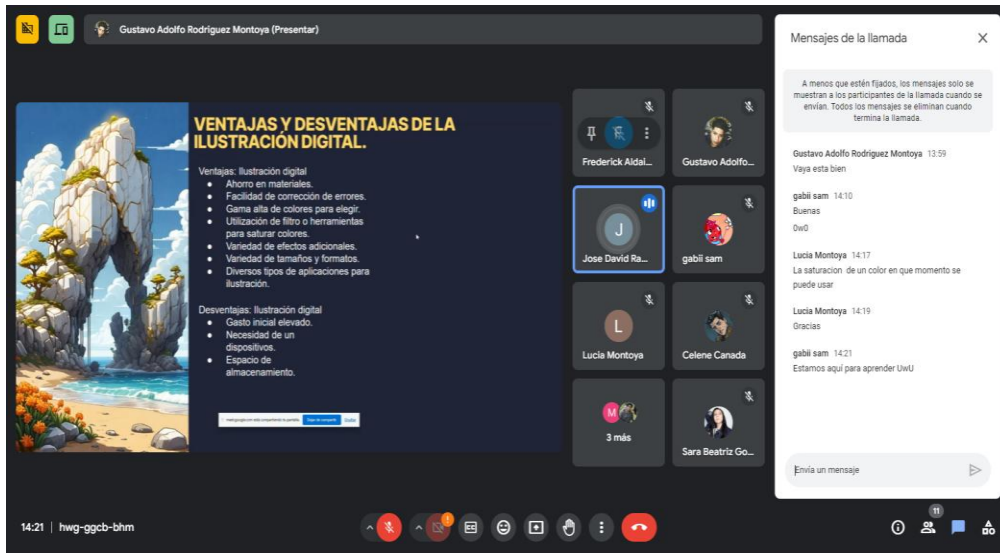 Gustavo Adolfo Rodriguez Montoya (Presentar)
VENTAJAS Y DESVENTAJAS DE LA
ILUSTRACIÓN DIGITAL.
Ventajas: Ilustración digital
● Ahorro en materiales.
● Facilidad de corrección de errores.
● Gama alta de colores para elegir.
● Utilización de filtro o herramientas
para saturar colores.
● Variedad de efectos adicionales.
● Variedad de tamaños y formatos.
● Diversos tipos de aplicaciones para
ilustración.
Desventajas: Ilustración digital
● Gasto inicial elevado.
● Necesidad de un
dispositivos.
● Espacio de
almacenamiento.
Frederick Aldai...
Gustavo Adolfo...
J
Jose David Ra...
gabii sam
L
Lucia Montoya
Celene Canada
M
3 más
Sara Beatriz Go...
Mensajes de la llamada
A menos que estén fijados, los mensajes solo se
muestran a los participantes de la llamada cuando se
envían. Todos los mensajes se eliminan cuando
termina la llamada.
Gustavo Adolfo Rodriguez Montoya 13:59
Vaya esta bien
gabii sam 14:10
Buenas
0w0
Lucia Montoya 14:17
La saturacion de un color en que momento se
puede usar
Lucia Montoya 14:19
Gracias
gabii sam 14:21
Estamos aquí para aprender UwU
Envía un mensaje
14:21 | hwg-ggcb-bhm
11